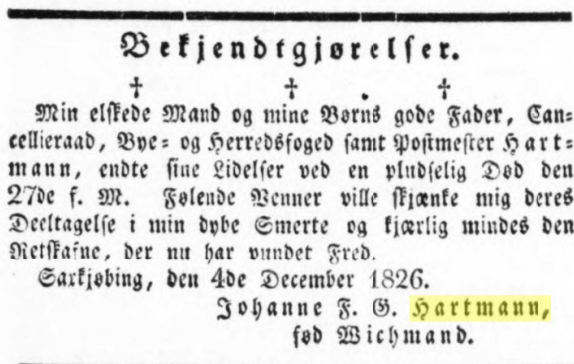 Bekjendtgjørelser.
† † †
Min elskede Mand og mine Børns gode Fader, Can-
cellieraad, Bye- og Herredsfoged samt Postmester Hart-
mann, endte sine Lidelser ved en pludselig Død den
27de f. M. Følende Venner ville skjænke mig deres
Deeltagelse i min dybe Smerte og kjærlig mindes den
Retskafne, der nu har vundet Fred.
Saxkjøbing, den 4de December 1826.
Johanne F. G. Hartmann,
fød Wichmand.